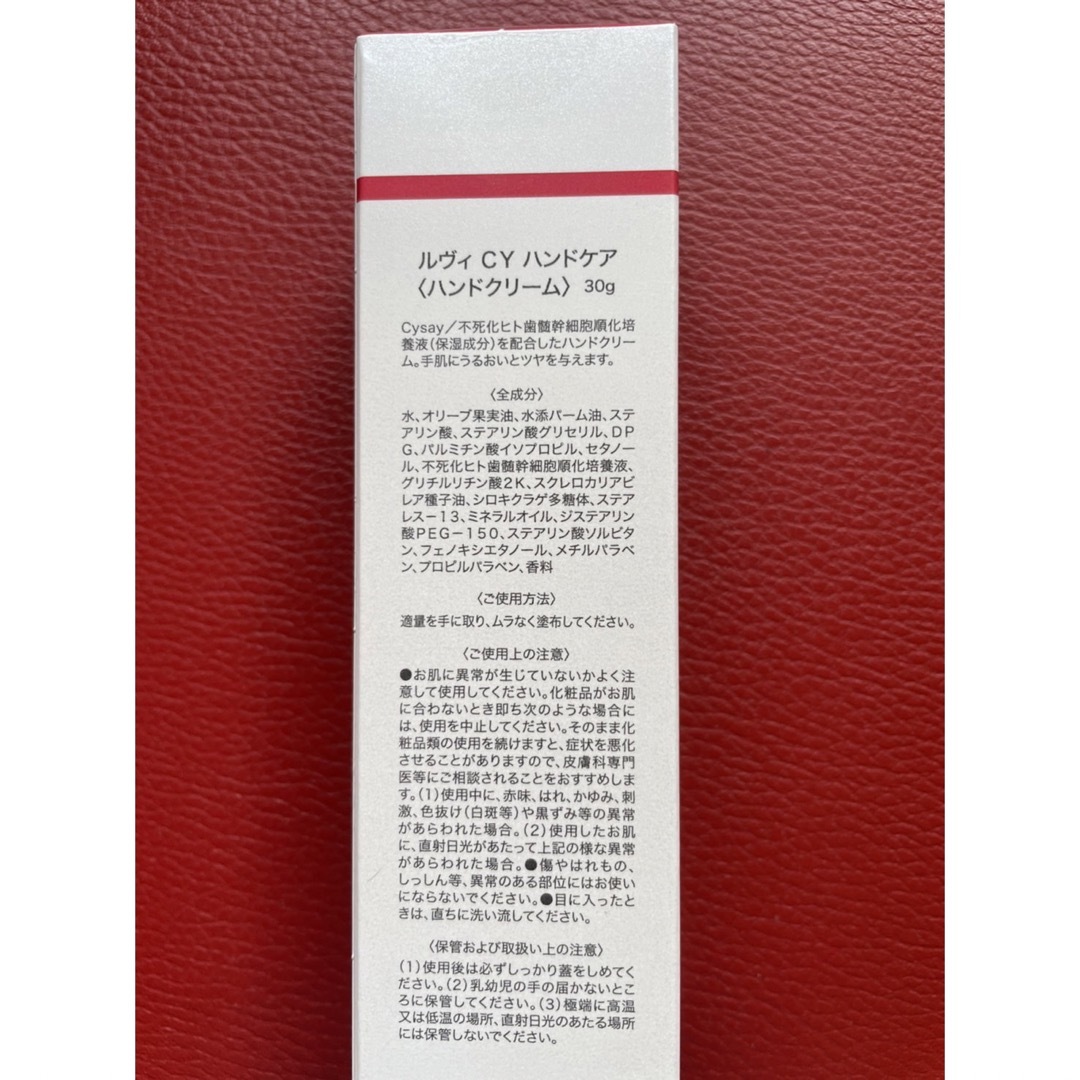 ルヴィ CY ハンドケア
〈ハンドクリーム〉 30g
Cysay／不死化ヒト歯髄幹細胞順化培
養液（保湿成分）を配合したハンドクリー
ム。手肌にうるおいとツヤを与えます。
〈全成分〉
水、オリーブ果実油、水添パーム油、ステ
アリン酸、ステアリン酸グリセリル、DP
G、パルミチン酸イソプロピル、セタノー
ル、不死化ヒト歯髄幹細胞順化培養液、
グリチルリチン酸2K、スクレロカリアビ
レア種子油、シロキクラゲ多糖体、ステア
レス－13、ミネラルオイル、ジステアリン
酸PEG－150、ステアリン酸ソルビタ
ン、フェノキシエタノール、メチルパラベ
ン、プロピルパラベン、香料
〈ご使用方法〉
適量を手に取り、ムラなく塗布してください。
〈ご使用上の注意〉
●お肌に異常が生じていないかよく注
意して使用してください。化粧品がお肌
に合わないとき即ち次のような場合に
は、使用を中止してください。そのまま化
粧品類の使用を続けますと、症状を悪化
させることがありますので、皮膚科専門
医等にご相談されることをおすすめしま
す。（1）使用中に、赤味、はれ、かゆみ、刺
激、色抜け（白斑等）や黒ずみ等の異常
があらわれた場合。（2）使用したお肌
に、直射日光があたって上記の様な異常
があらわれた場合。●傷やはれもの、
しっしん等、異常のある部位にはお使い
にならないでください。●目に入ったと
きは、直ちに洗い流してください。
〈保管および取扱い上の注意〉
（1）使用後は必ずしっかり蓋をしめてく
ださい。（2）乳幼児の手の届かないとこ
ろに保管してください。（3）極端に高温
又は低温の場所、直射日光のあたる場所
には保管しないでください。